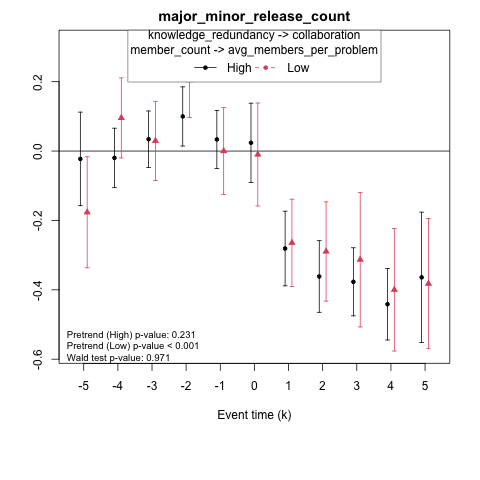 major_minor_release_count
knowledge_redundancy -> collaboration
member_count -> avg_members_per_problem
High Low
0.2
0.0
-0.2
-0.4
-0.6
Pretrend (High) p-value: 0.231
Pretrend (Low) p-value < 0.001
Wald test p-value: 0.971
-5 -4 -3 -2 -1 0 1 2 3 4 5
Event time (k)